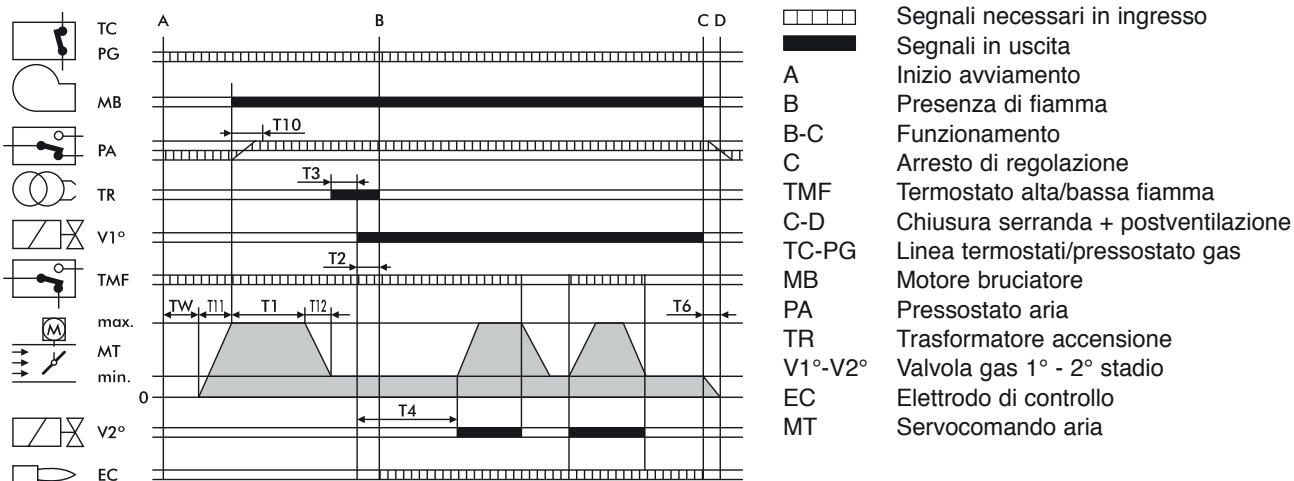 A B C D
TC
PG
MB
T10
PA
T3
TR
V1°
T2
TMF
TW T11 T1 T12 T6
max.
M
MT
min.
0
T4
V2°
EC
Segnali necessari in ingresso
Segnali in uscita
A Inizio avviamento
B Presenza di fiamma
B-C Funzionamento
C Arresto di regolazione
TMF Termostato alta/bassa fiamma
C-D Chiusura serranda + postventilazione
TC-PG Linea termostati/pressostato gas
MB Motore bruciatore
PA Pressostato aria
TR Trasformatore accensione
V1°-V2° Valvola gas 1° - 2° stadio
EC Elettrodo di controllo
MT Servocomando aria